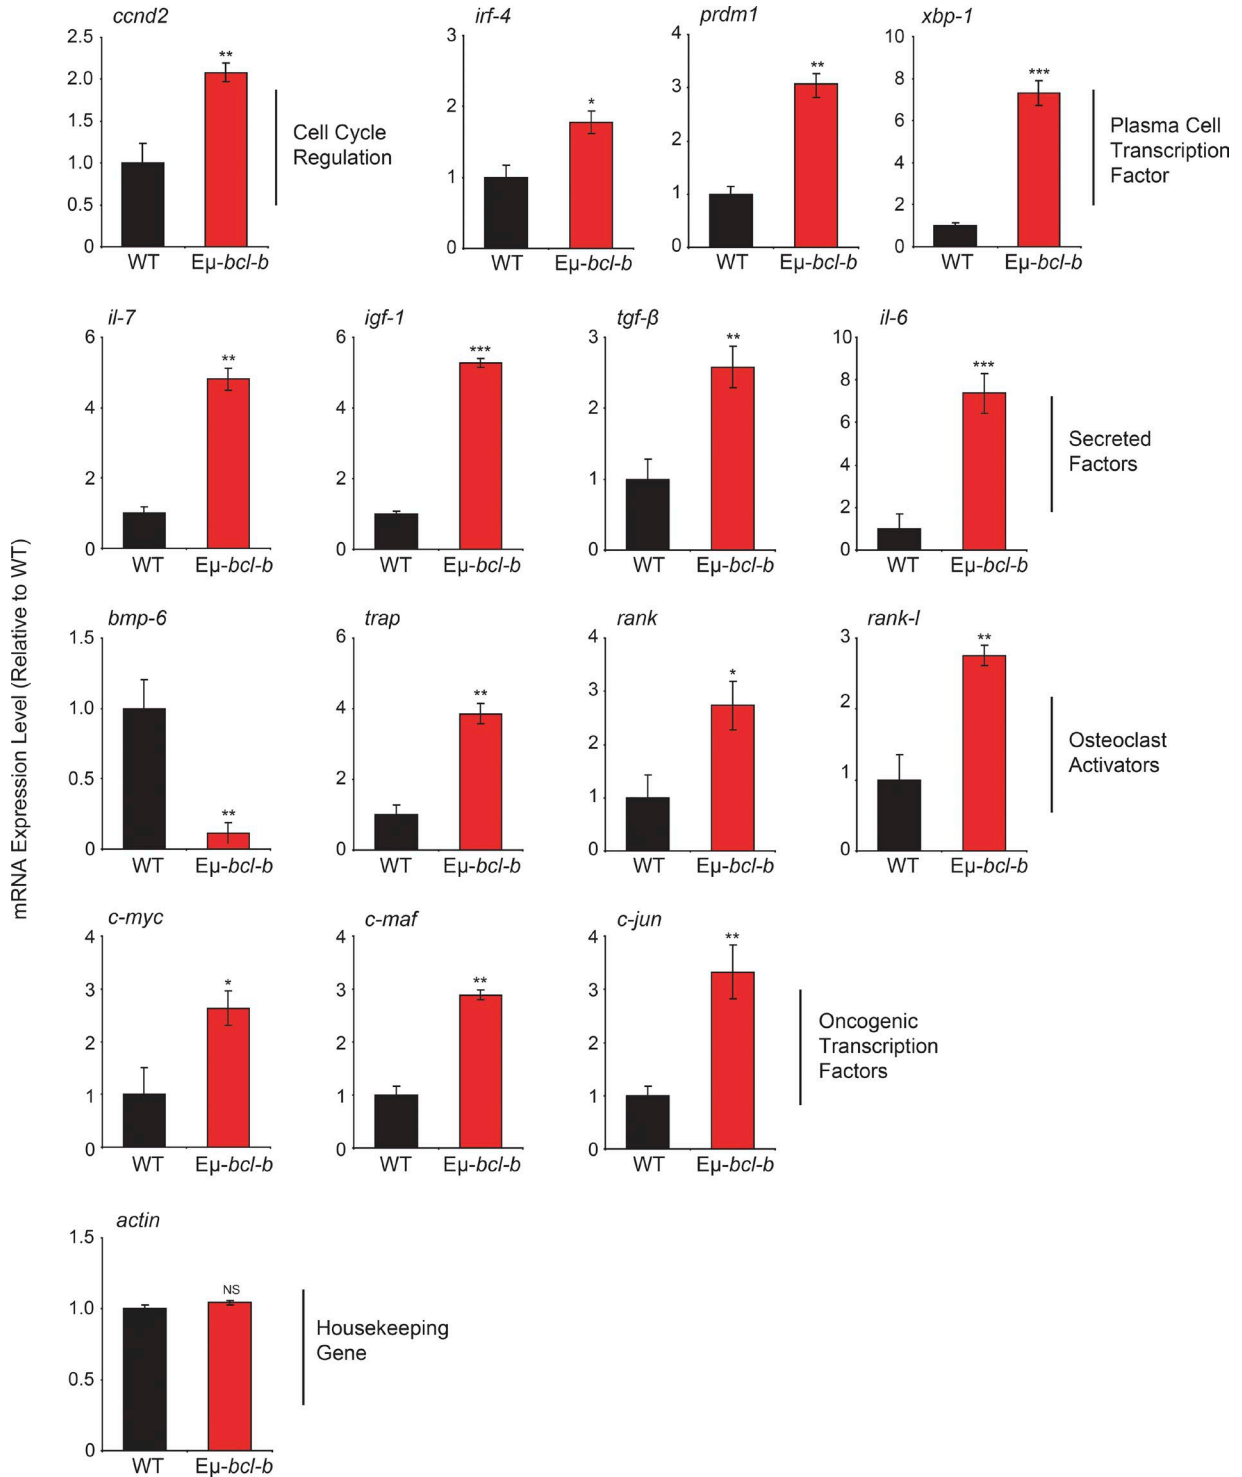 mRNA Expression Level (Relative to WT)
ccnd2
2.5
2.0
1.5
1.0
0.5
0
**
WT
Eµ-bcl-b
Cell Cycle
Regulation
irf-4
3
2
1
0
*
WT
Eµ-bcl-b
prdm1
4
3
2
1
0
**
WT
Eµ-bcl-b
xbp-1
10
8
6
4
2
0
***
WT
Eµ-bcl-b
Plasma Cell
Transcription
Factor
il-7
6
4
2
0
**
WT
Eµ-bcl-b
igf-1
6
4
2
0
***
WT
Eµ-bcl-b
tgf-β
3
2
1
0
**
WT
Eµ-bcl-b
il-6
10
8
6
4
2
0
***
WT
Eµ-bcl-b
Secreted
Factors
bmp-6
1.5
1.0
0.5
0
**
WT
Eµ-bcl-b
trap
6
4
2
0
**
WT
Eµ-bcl-b
rank
4
3
2
1
0
*
WT
Eµ-bcl-b
rank-l
3
2
1
0
**
WT
Eµ-bcl-b
Osteoclast
Activators
c-myc
4
3
2
1
0
*
WT
Eµ-bcl-b
c-maf
4
3
2
1
0
**
WT
Eµ-bcl-b
c-jun
4
3
2
1
0
**
WT
Eµ-bcl-b
Oncogenic
Transcription
Factors
actin
1.5
1.0
0.5
0
NS
WT
Eµ-bcl-b
Housekeeping
Gene